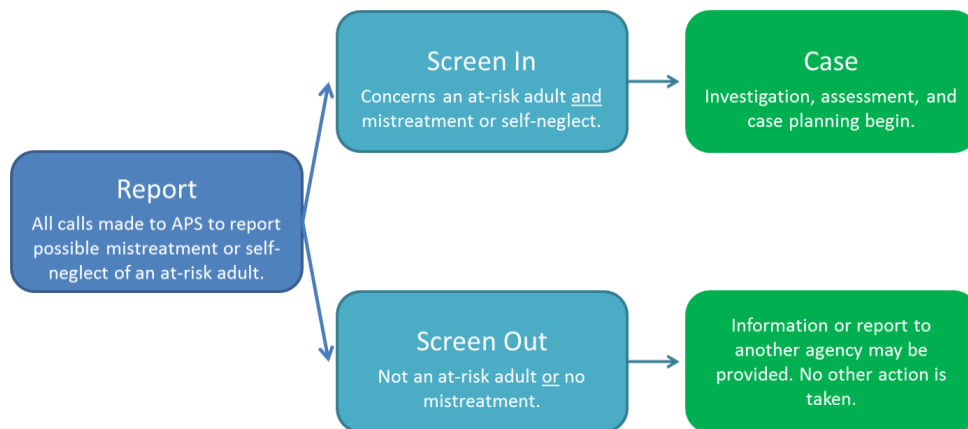 Screen In
Concerns an at-risk adult and
mistreatment or self-neglect.
Case
Investigation, assessment, and
case planning begin.
Report
All calls made to APS to report
possible mistreatment or self-
neglect of an at-risk adult.
Screen Out
Not an at-risk adult or no
mistreatment.
Information or report to
another agency may be
provided. No other action is
taken.